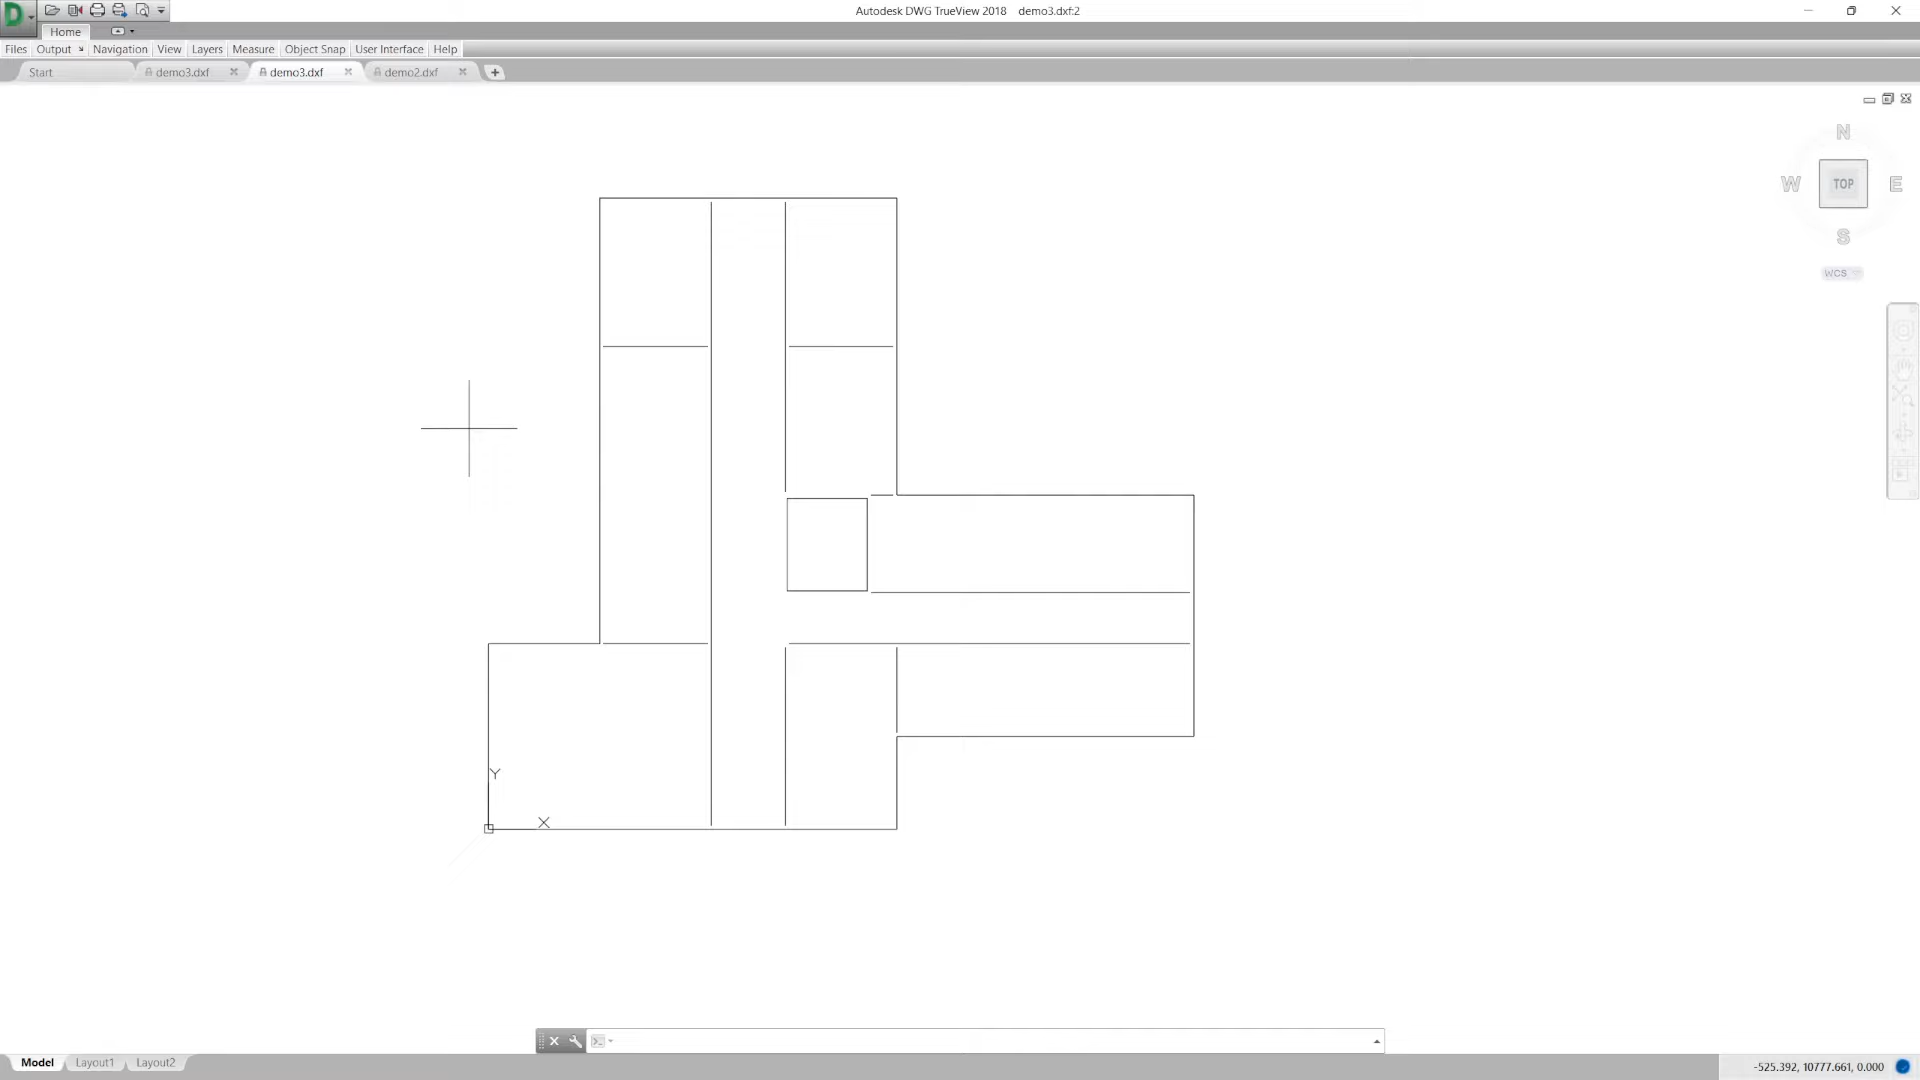 D
Autodesk DWG TrueView 2018 demo3.dxf:2
Home
Files Output Navigation View Layers Measure Object Snap User Interface Help
Start demo3.dxf demo3.dxf demo2.dxf
N
W TOP E
S
WCS
Y
X
Model Layout1 Layout2
-525.392, 10777.661, 0.000